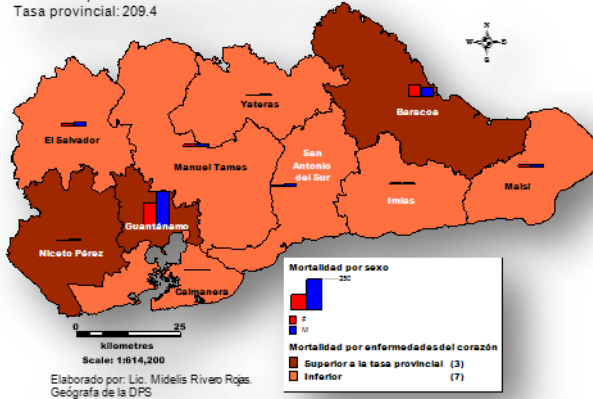 Tasa provincial: 209.4
N
W E
S
Yateras
Baracoa
El Salvador
Manuel Tames
San
Antonio
del Sur
Imías
Maisí
Guantánamo
Niceto Pérez
Caimanera
Mortalidad por sexo
250
F
M
Mortalidad por enfermedades del corazón
Superior a la tasa provincial (3)
Inferior (7)
0 25
kilometres
Scale: 1:614,200
Elaborado por: Lic. Midelis Rivero Rojas.
Geógrafa de la DPS